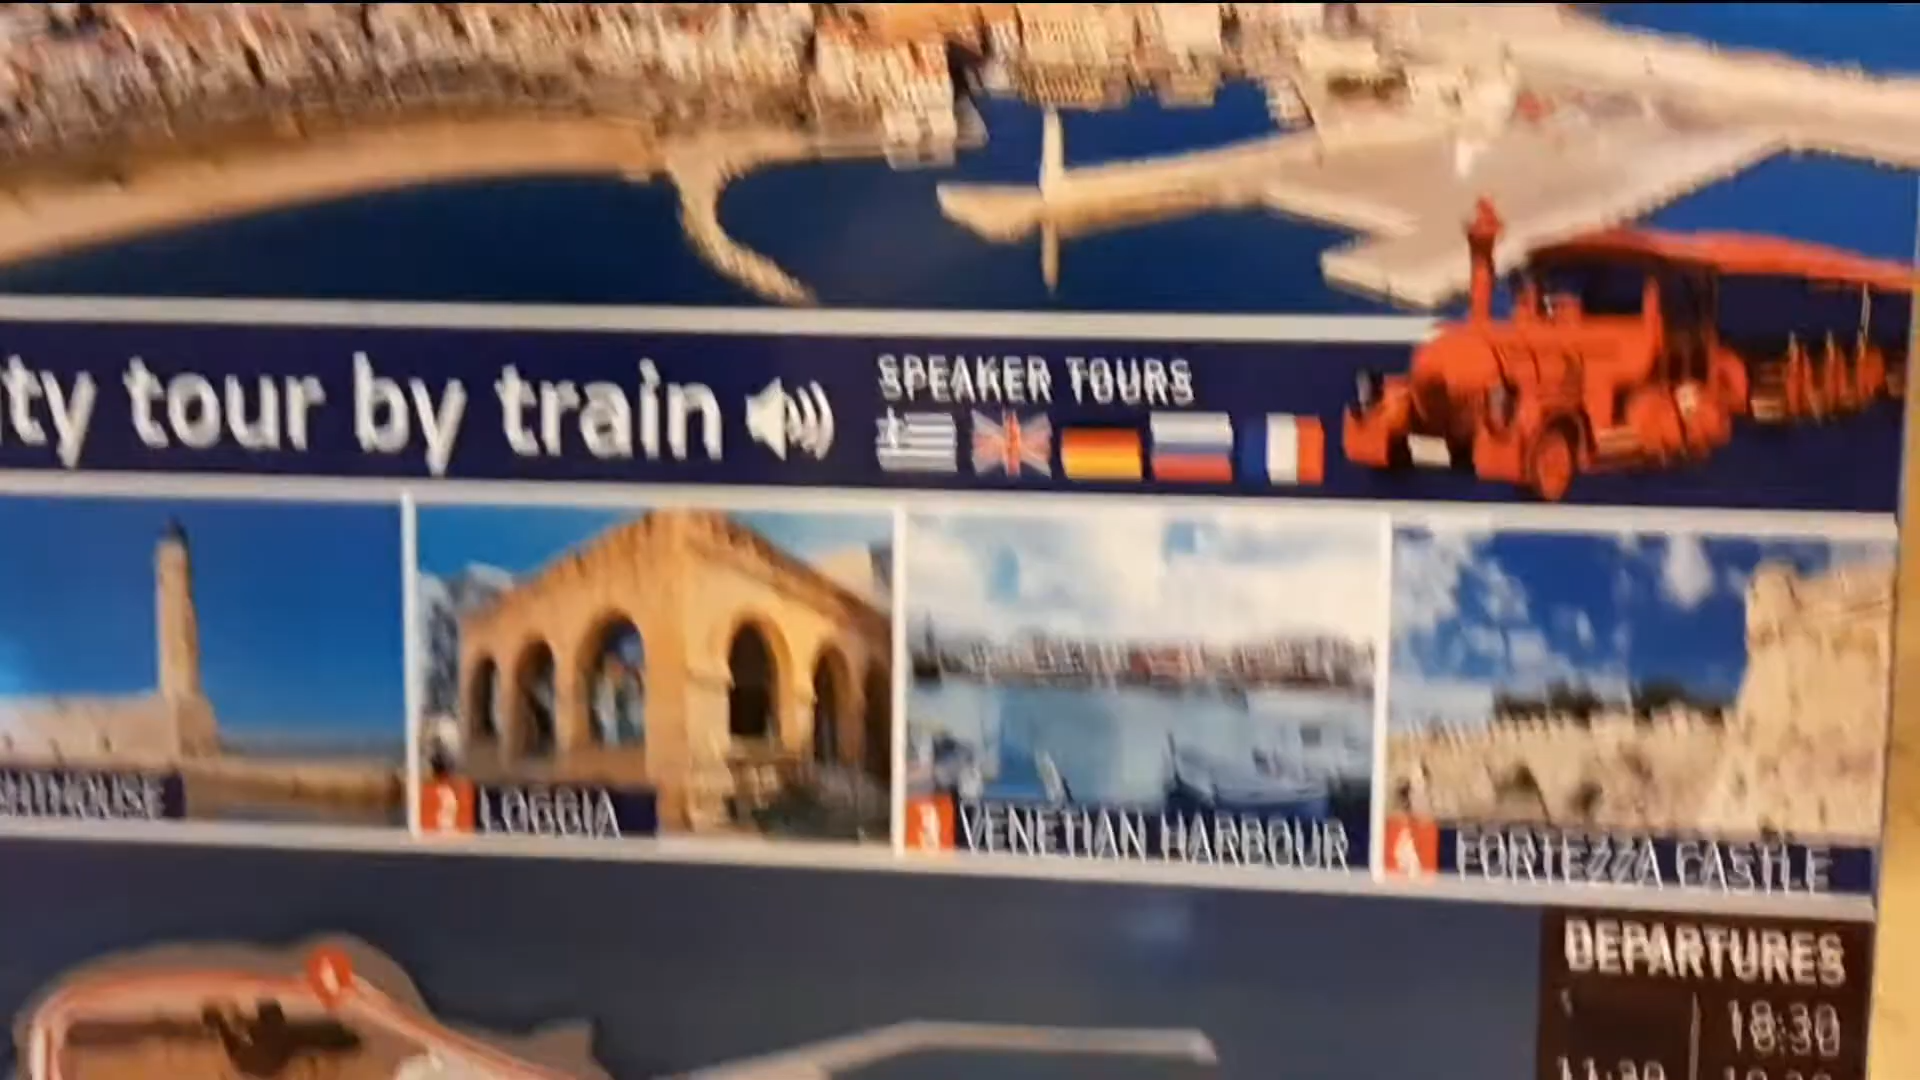 ty tour by train
SPEAKER TOURS
2 LOGGIA
3 VENETIAN HARBOUR
4 FORTEZZA CASTLE
DEPARTURES
18:30